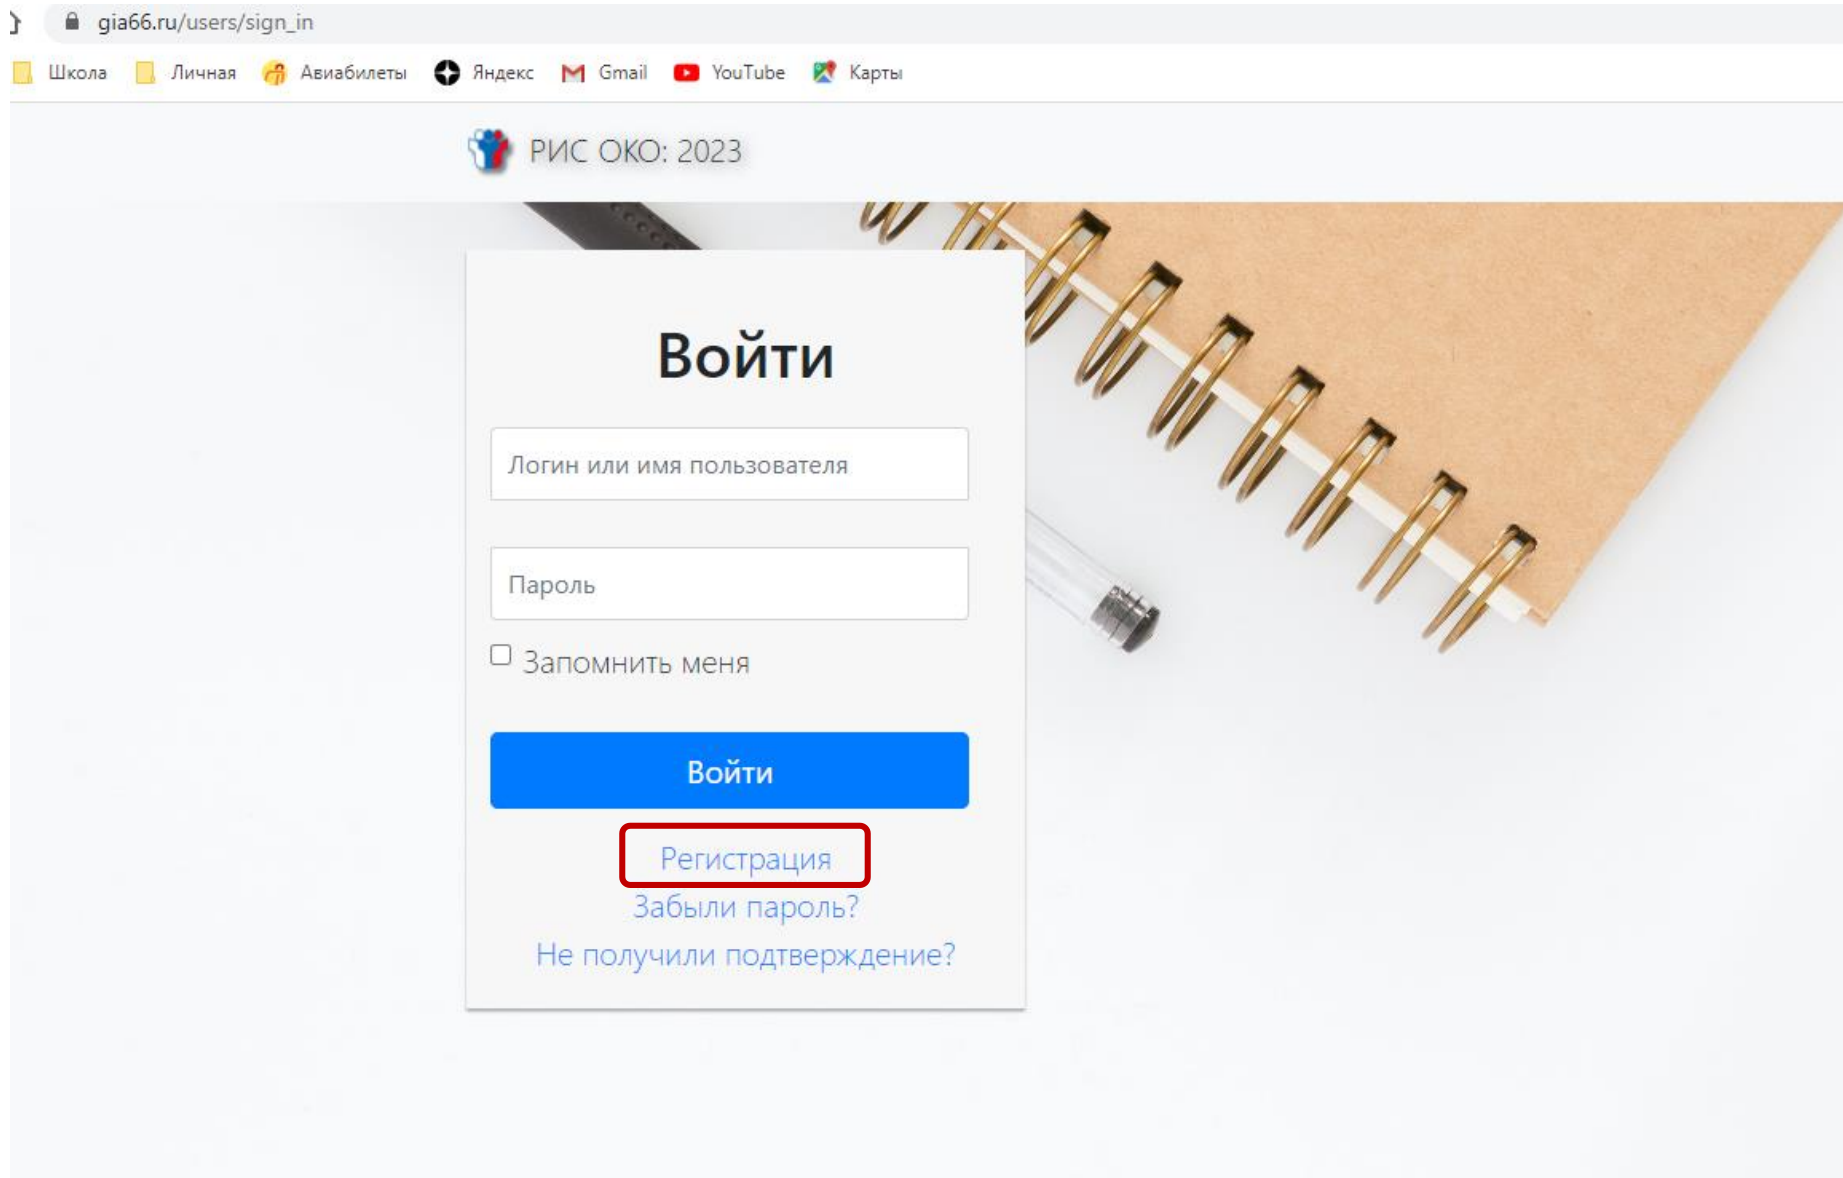 gia66.ru/users/sign_in
Школа Личная Авиабилеты Яндекс Gmail YouTube Карты
РИС ОКО: 2023
Войти
Логин или имя пользователя
Пароль
Запомнить меня
Войти
Регистрация
Забыли пароль?
Не получили подтверждение?